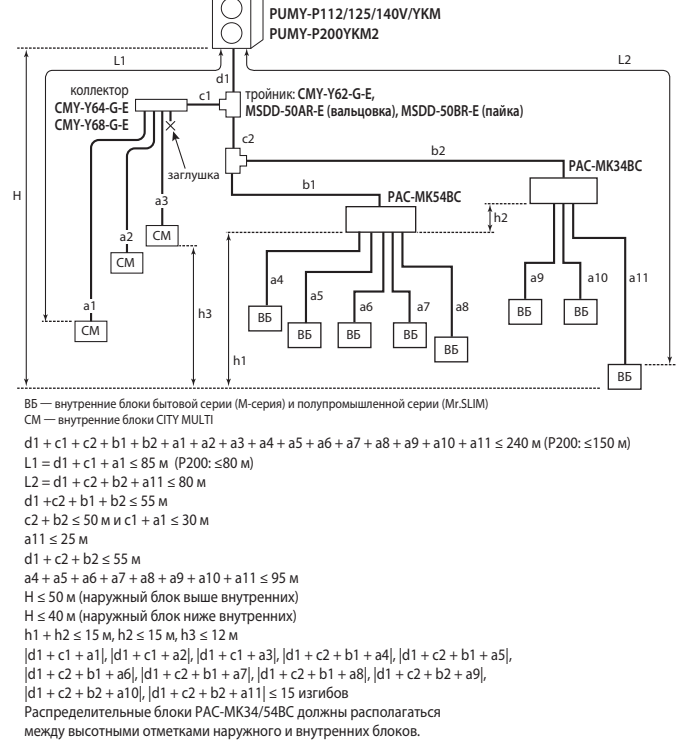 PUMY-P112/125/140V/YKM
PUMY-P200YKM2
L1
L2
d1
коллектор
CMY-Y64-G-E
CMY-Y68-G-E
c1
тройник: CMY-Y62-G-E,
MSDD-50AR-E (вальцовка), MSDD-50BR-E (пайка)
c2
b2
заглушка
PAC-MK34BC
H
b1
PAC-MK54BC
a3
h2
a2
СМ
СМ
a4
a9
a10
a11
a5
a6
a7
a8
a1
h3
ВБ
ВБ
ВБ
СМ
ВБ
ВБ
ВБ
ВБ
h1
ВБ
ВБ — внутренние блоки бытовой серии (М-серия) и полупромышленной серии (Mr.SLIM)
СМ — внутренние блоки CITY MULTI
d1 + c1 + c2 + b1 + b2 + a1 + a2 + a3 + a4 + a5 + a6 + a7 + a8 + a9 + a10 + a11 ≤ 240 м (P200: ≤150 м)
L1 = d1 + c1 + a1 ≤ 85 м (P200: ≤80 м)
L2 = d1 + c2 + b2 + a11 ≤ 80 м
d1 +c2 + b1 + b2 ≤ 55 м
c2 + b2 ≤ 50 м и c1 + a1 ≤ 30 м
a11 ≤ 25 м
d1 + c2 + b2 ≤ 55 м
a4 + a5 + a6 + a7 + a8 + a9 + a10 + a11 ≤ 95 м
H ≤ 50 м (наружный блок выше внутренних)
H ≤ 40 м (наружный блок ниже внутренних)
h1 + h2 ≤ 15 м, h2 ≤ 15 м, h3 ≤ 12 м
|d1 + c1 + a1|, |d1 + c1 + a2|, |d1 + c1 + a3|, |d1 + c2 + b1 + a4|, |d1 + c2 + b1 + a5|,
|d1 + c2 + b1 + a6|, |d1 + c2 + b1 + a7|, |d1 + c2 + b1 + a8|, |d1 + c2 + b2 + a9|,
|d1 + c2 + b2 + a10|, |d1 + c2 + b2 + a11| ≤ 15 изгибов
Распределительные блоки PAC-MK34/54BC должны располагаться
между высотными отметками наружного и внутренних блоков.